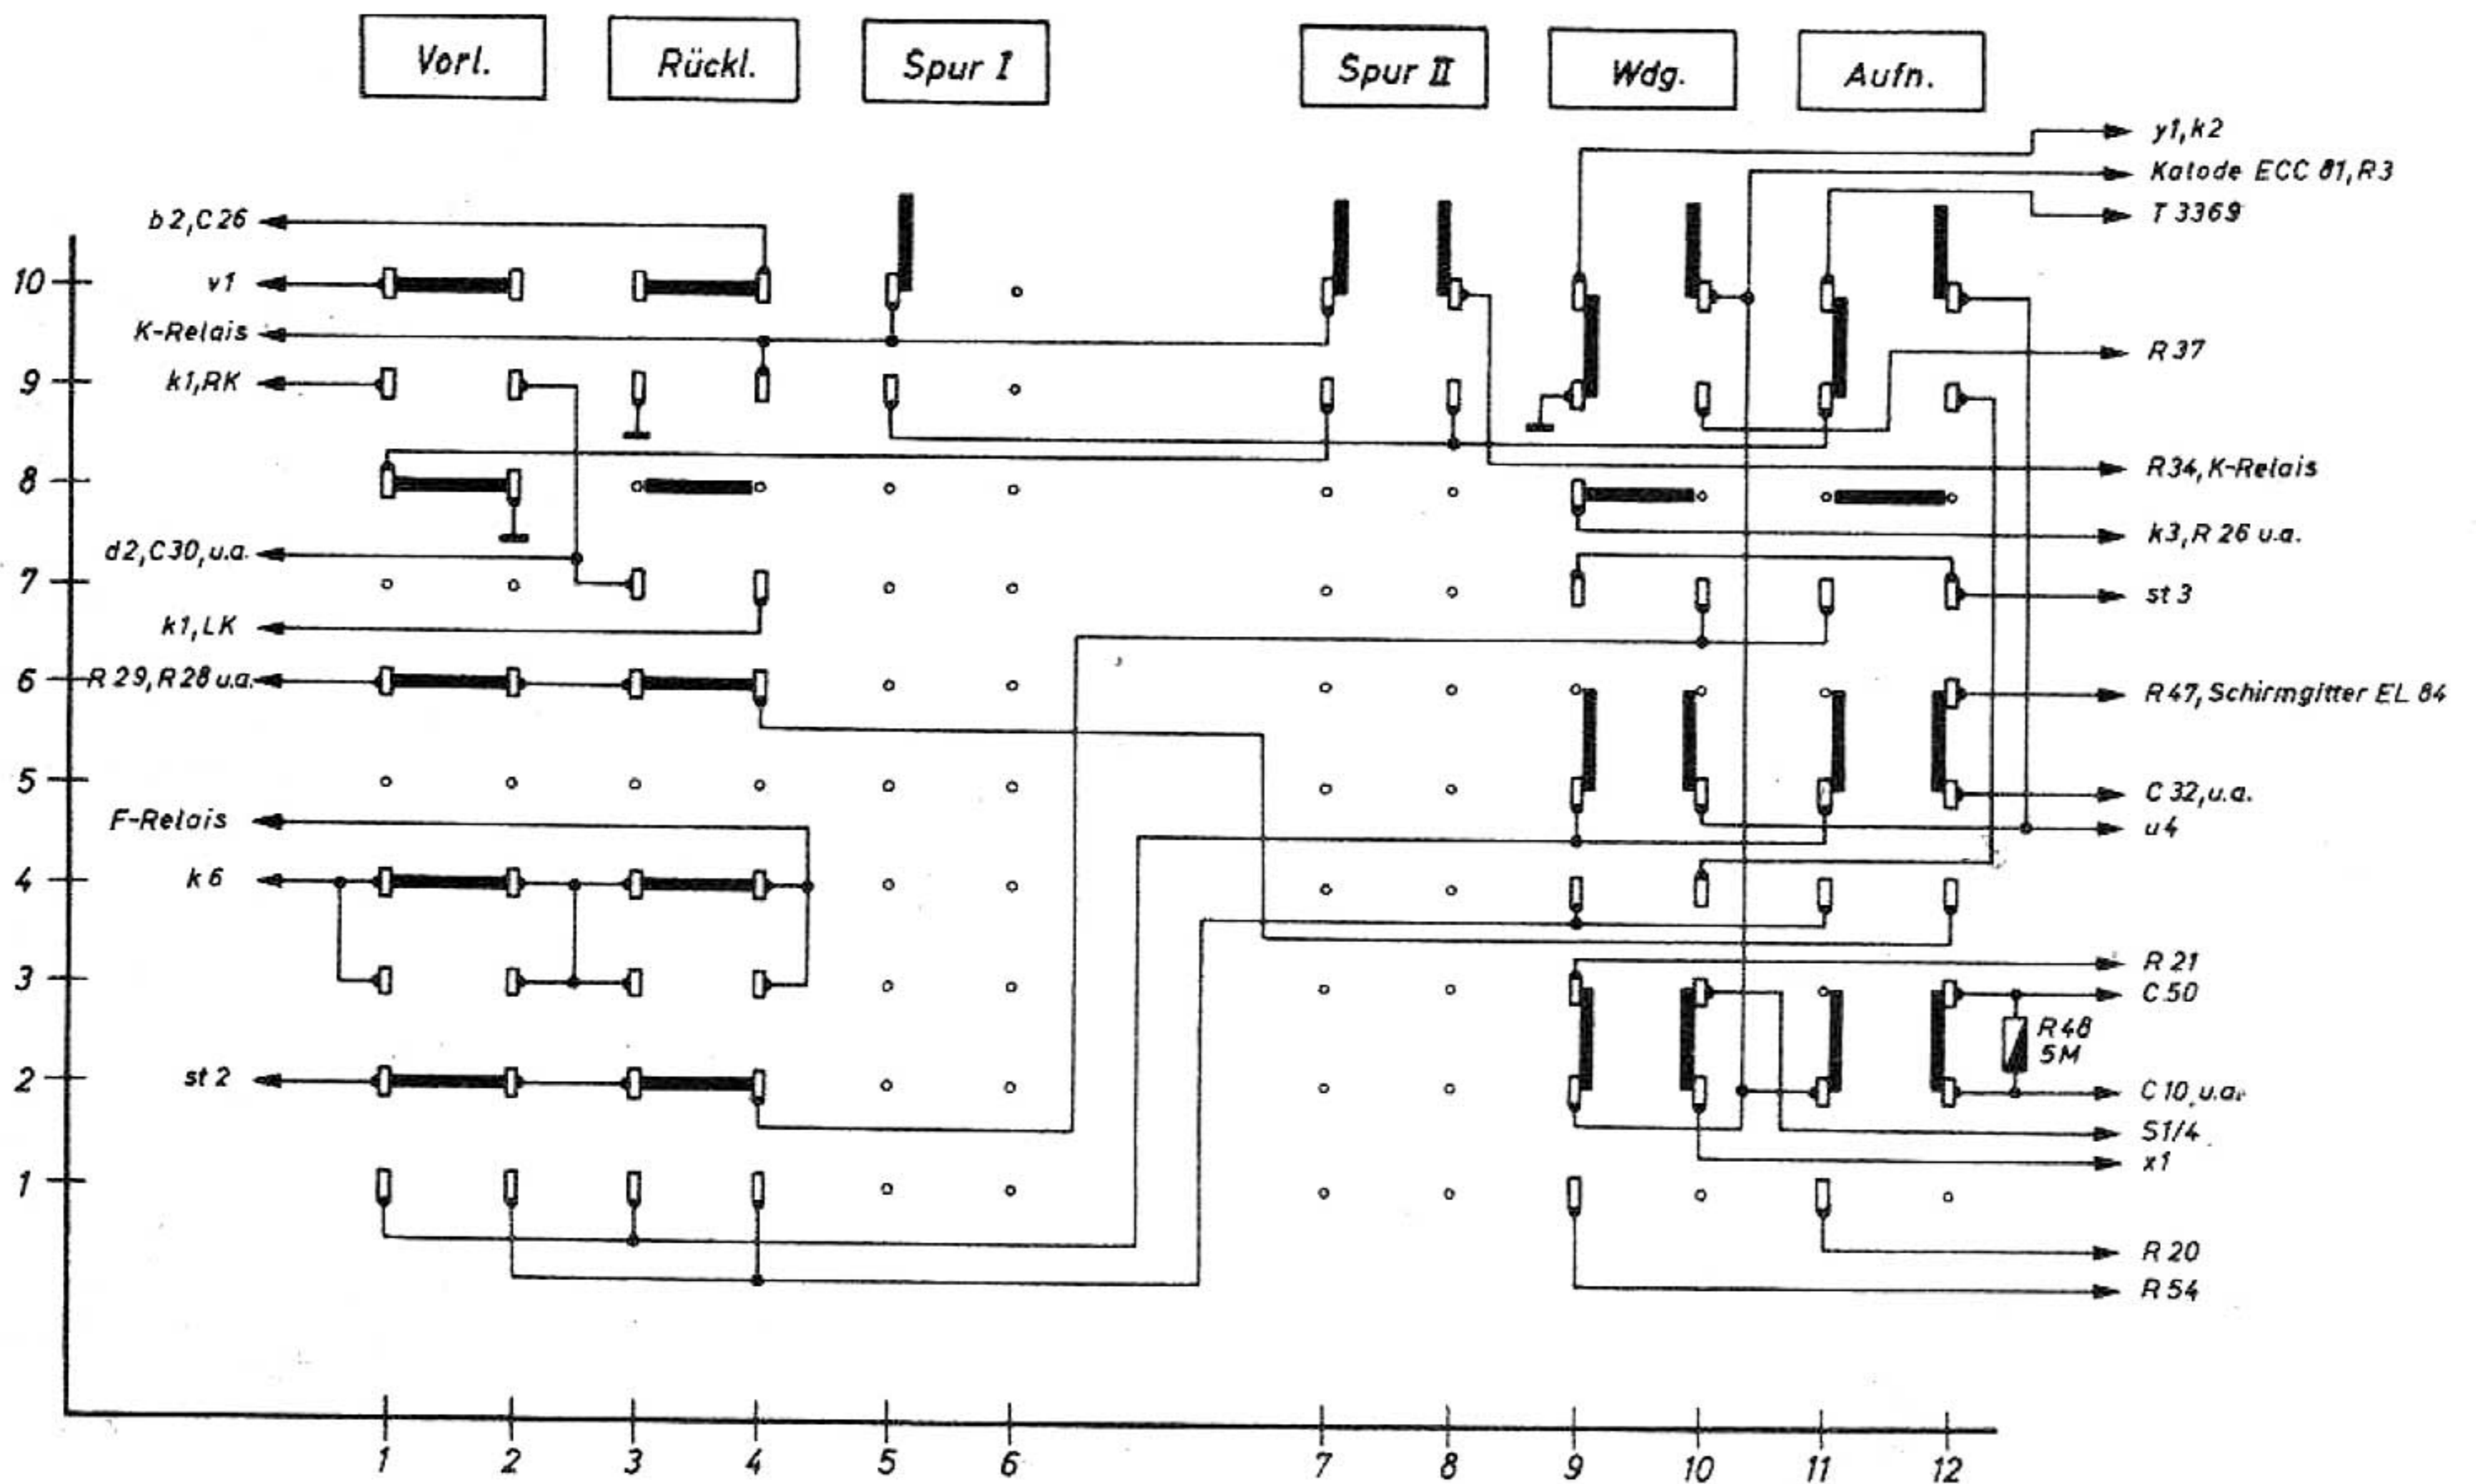 Vorl. Rückl. Spur I Spur II Wdg. Aufn.
y1,k2
Katode ECC 81,R3
T 3369
b2,C26
10 v1
K-Relais
R37
9 k1,RK
R34,K-Relais
8
k3,R 26 u.a.
d2,C30,u.a.
7
st 3
k1,LK
6 R 29,R 28 u.a.
R 47,Schirmgitter EL 84
5
C 32,u.a.
F-Relais
u4
4 k 6
R 21
3
C 50
R48
5M
2 st 2
C 10,u.a.
S1/4
x1
1
R 20
R 54
1 2 3 4 5 6 7 8 9 10 11 12